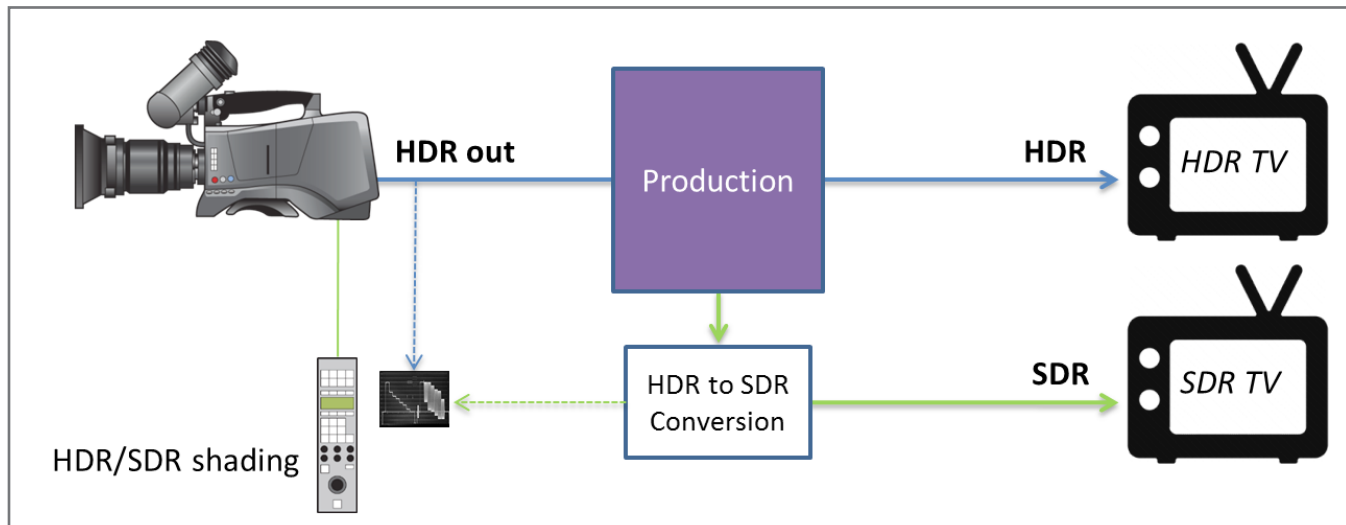 HDR out
Production
HDR
HDR TV
HDR to SDR
Conversion
SDR
SDR TV
HDR/SDR shading